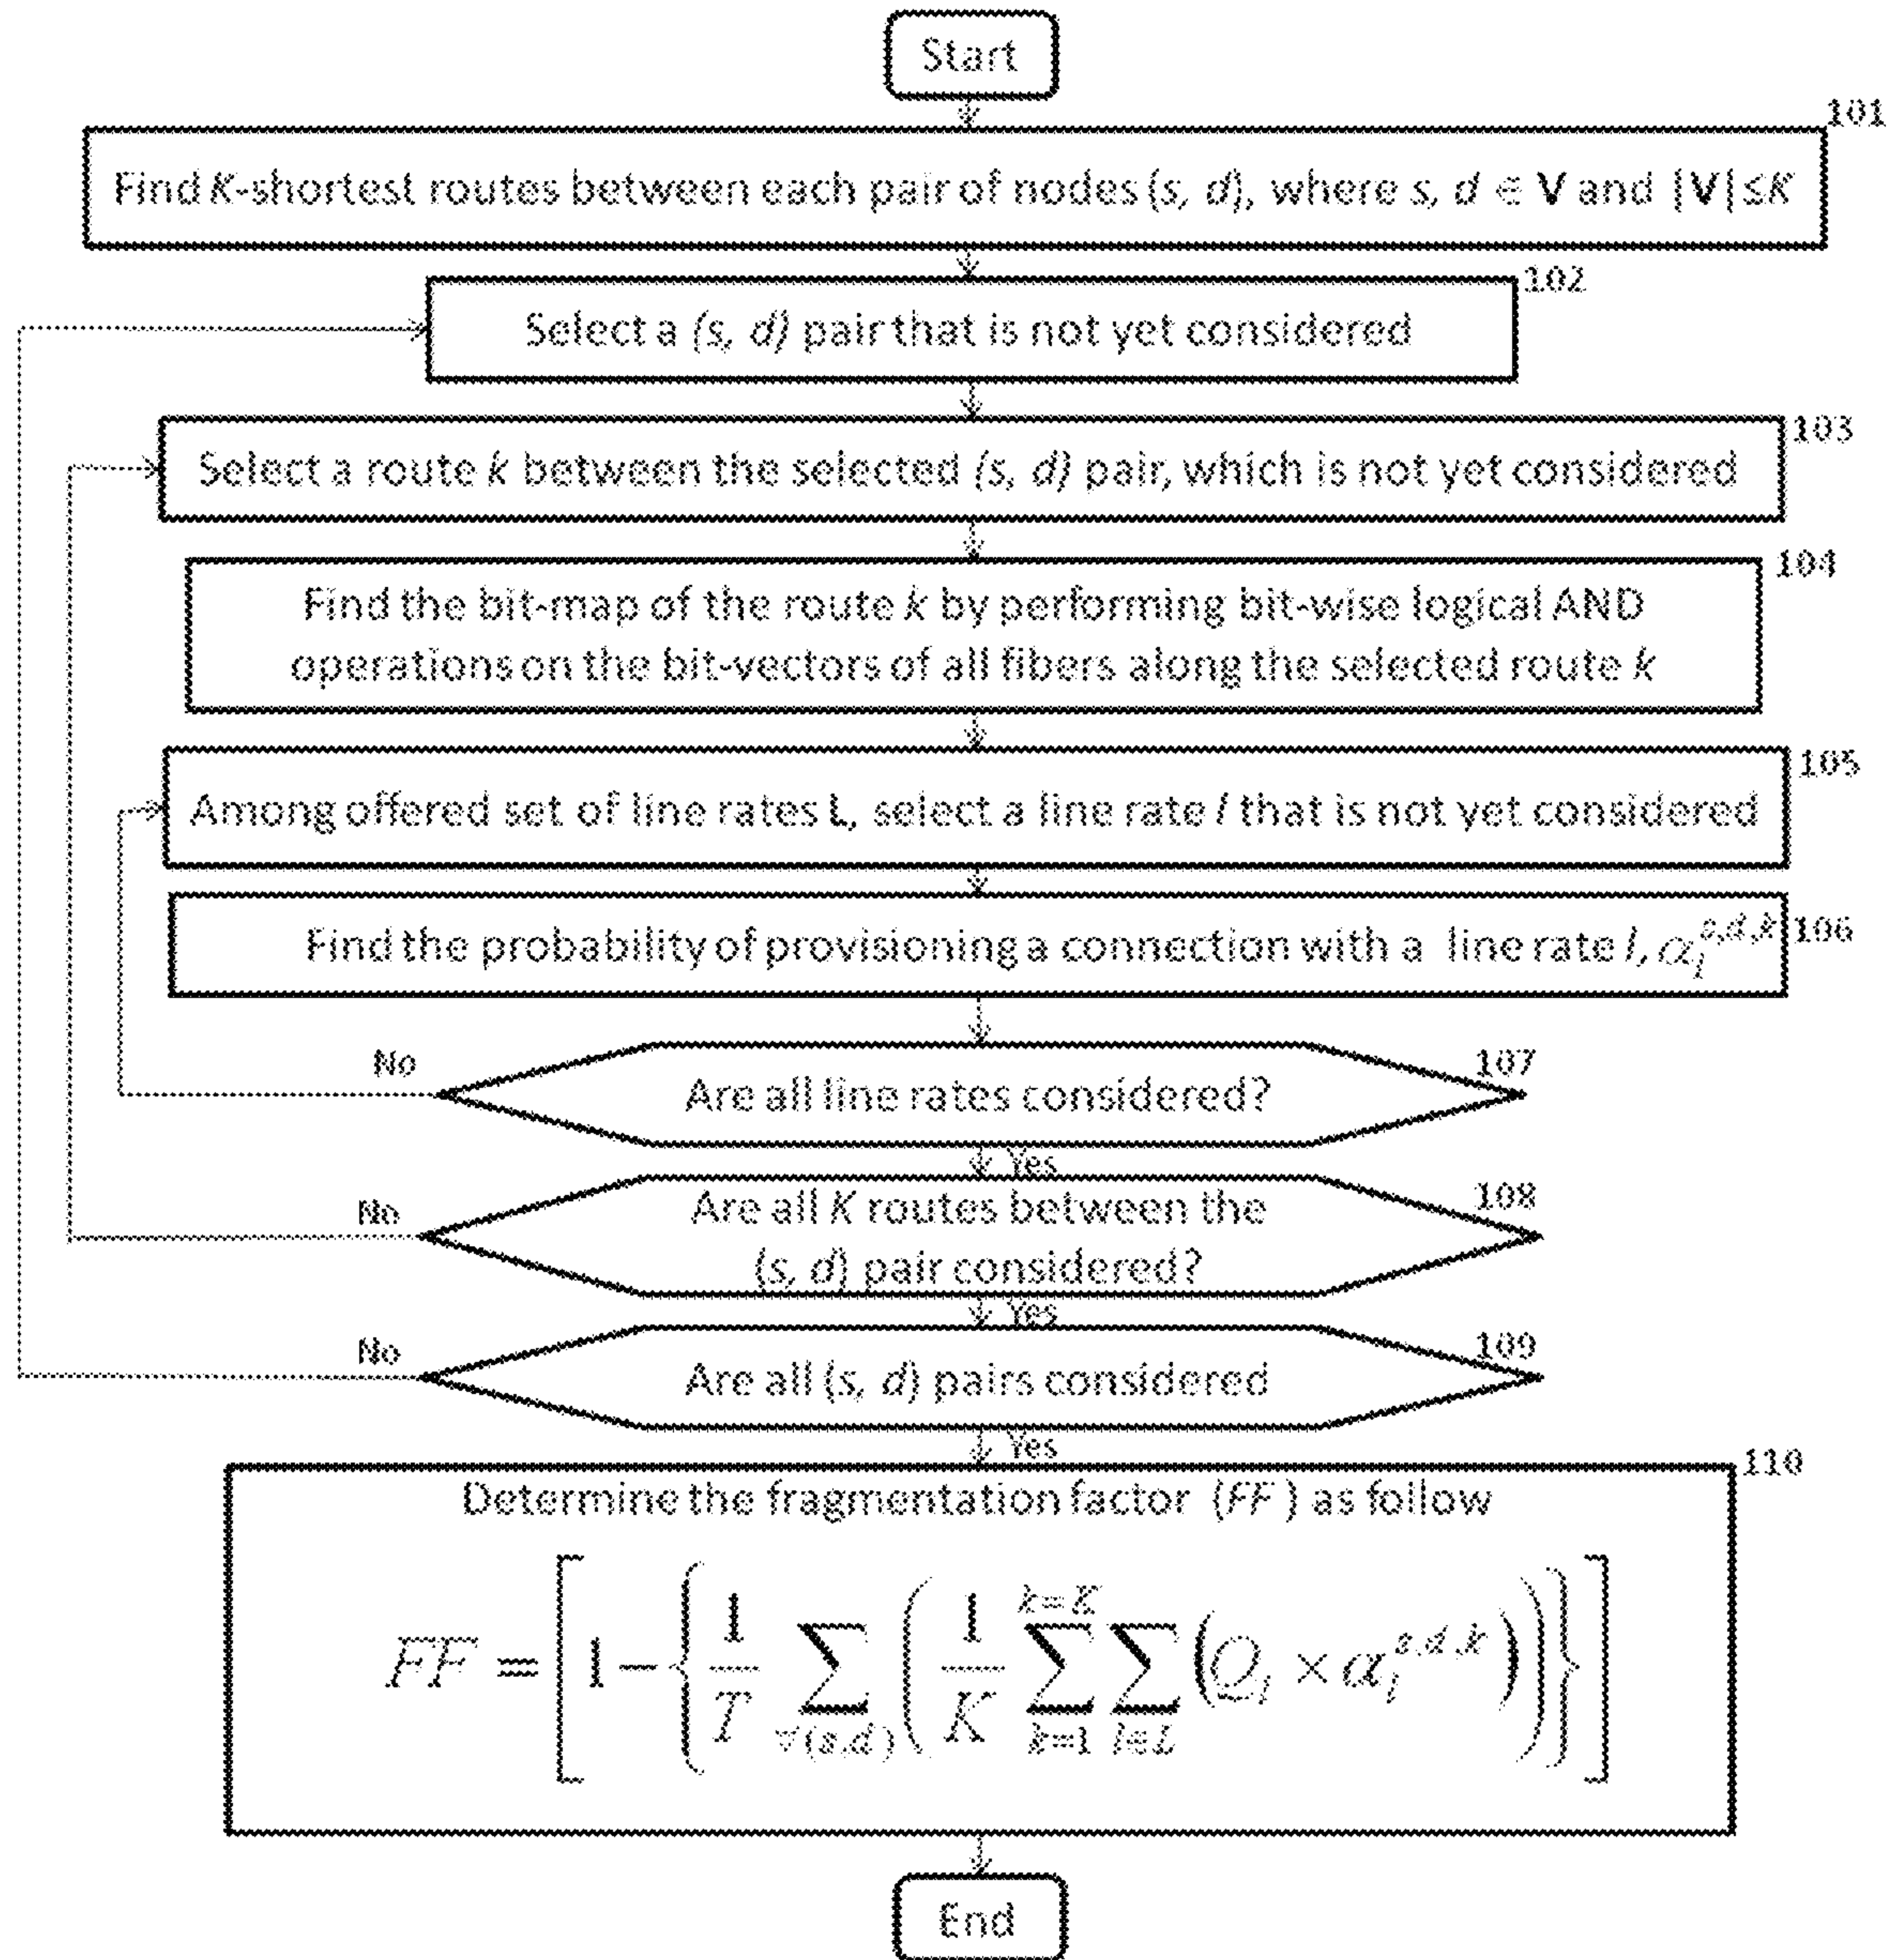 Start
101
Find K-shortest routes between each pair of nodes (s, d), where s, d ∈ V and |V| ≤K
102
Select a (s, d) pair that is not yet considered
103
Select a route k between the selected (s, d) pair, which is not yet considered
104
Find the bit-map of the route k by performing bit-wise logical AND
operations on the bit-vectors of all fibers along the selected route k
105
Among offered set of line rates L, select a line rate l that is not yet considered
106
Find the probability of provisioning a connection with a line rate l, α_l^{s,d,k}
107
Are all line rates considered?
No
Yes
108
Are all K routes between the
(s, d) pair considered?
No
Yes
109
Are all (s, d) pairs considered
No
Yes
110
Determine the fragmentation factor (FF) as follow
FF = [1 − {1/T ∑_{∀(s,d)} (1/K ∑_{k=1}^{k=K} ∑_{l∈L} (Q_l × α_l^{s,d,k}))}]
End